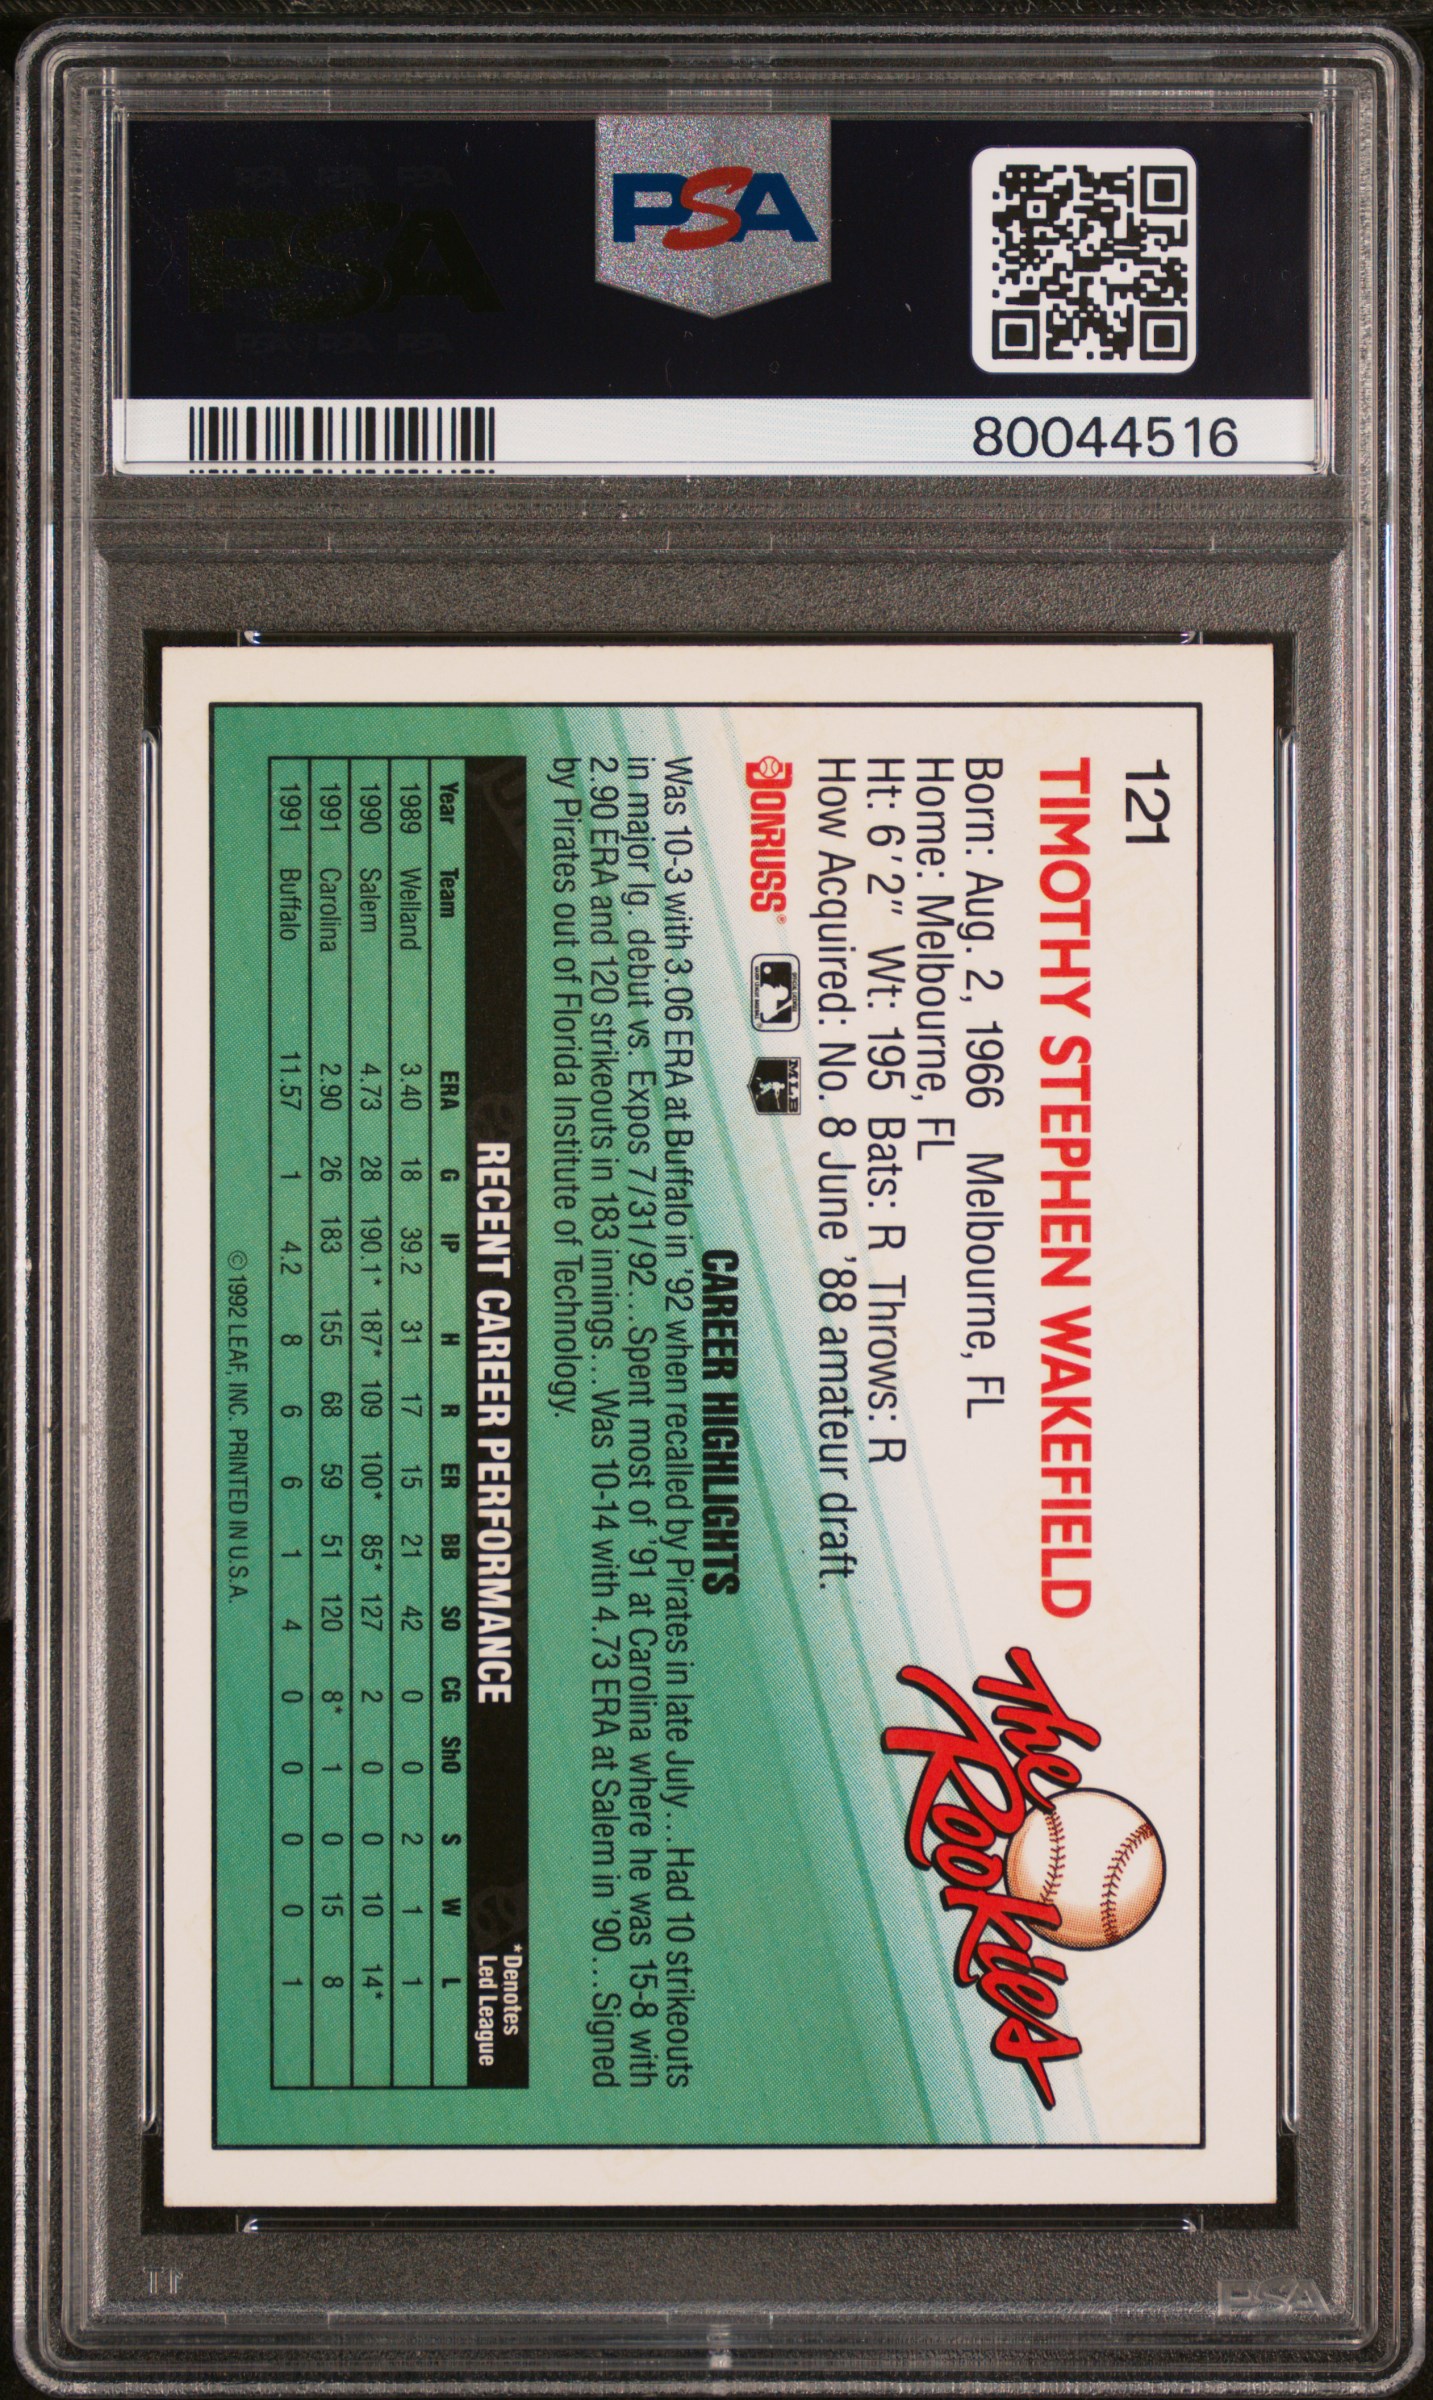 PSA
80044516
121
TIMOTHY STEPHEN WAKEFIELD
The Rookies
Born: Aug. 2, 1966 Melbourne, FL
Home: Melbourne, FL
Ht: 6'2" Wt: 195 Bats: R Throws: R
How Acquired: No. 8 June '88 amateur draft.
DONRUSS®
MLB
CAREER HIGHLIGHTS
Was 10-3 with 3.06 ERA at Buffalo in '92 when recalled by Pirates in late July...Had 10 strikeouts
in major lg. debut vs. Expos 7/31/92...Spent most of '91 at Carolina where he was 15-8 with
2.90 ERA and 120 strikeouts in 183 innings...Was 10-14 with 4.73 ERA at Salem in '90...Signed
by Pirates out of Florida Institute of Technology.
RECENT CAREER PERFORMANCE
*Denotes
Led League
Year Team ERA G IP H R ER BB SO CG ShO S W L
1989 Welland 3.40 18 39.2 31 17 15 21 42 0 0 2 1 1
1990 Salem 4.73 28 190.1* 187* 109 100* 85* 127 2 0 0 10 14*
1991 Carolina 2.90 26 183 155 68 59 51 120 8* 1 0 15 8
1991 Buffalo 11.57 1 4.2 8 6 6 1 4 0 0 0 0 1
© 1992 LEAF, INC. PRINTED IN U.S.A.
TT
PSA